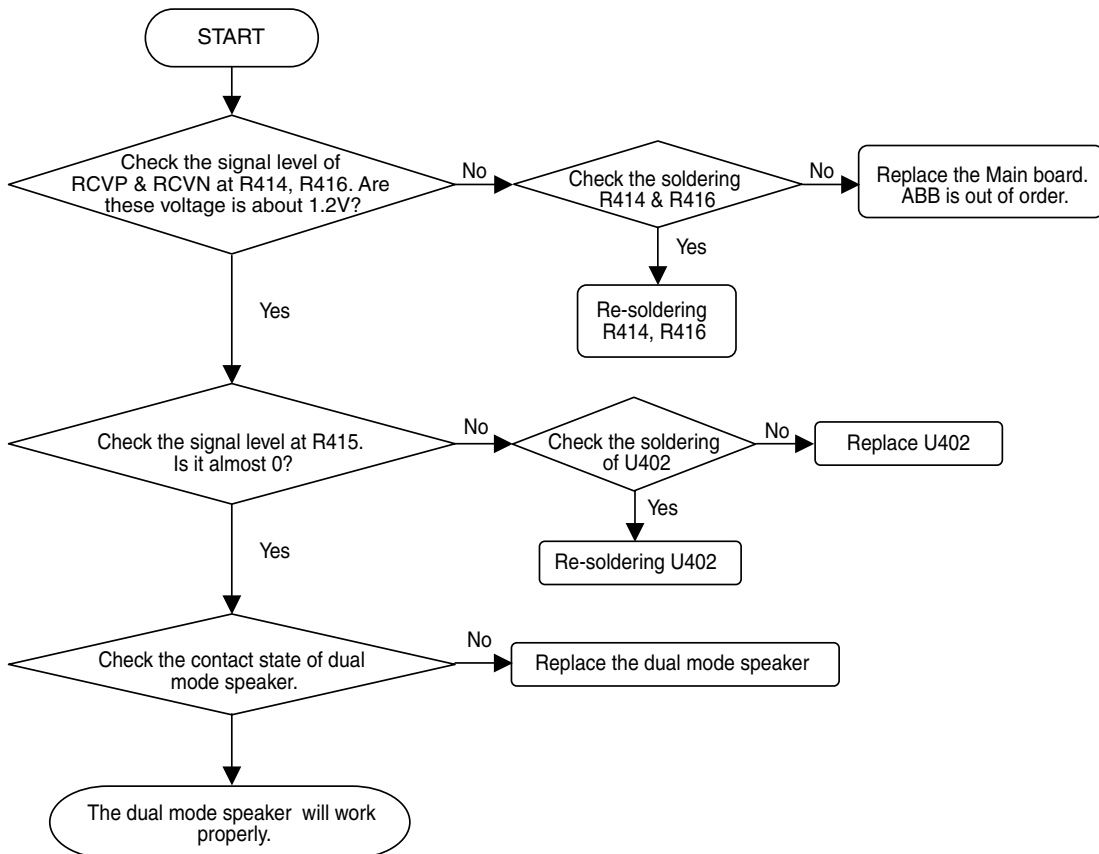 START
Check the signal level of
RCVP & RCVN at R414, R416. Are
these voltage is about 1.2V?
No
Check the soldering
R414 & R416
No
Replace the Main board.
ABB is out of order.
Yes
Re-soldering
R414, R416
Yes
Check the signal level at R415.
Is it almost 0?
No
Check the soldering
of U402
No
Replace U402
Yes
Re-soldering U402
Yes
Check the contact state of dual
mode speaker.
No
Replace the dual mode speaker
The dual mode speaker will work
properly.